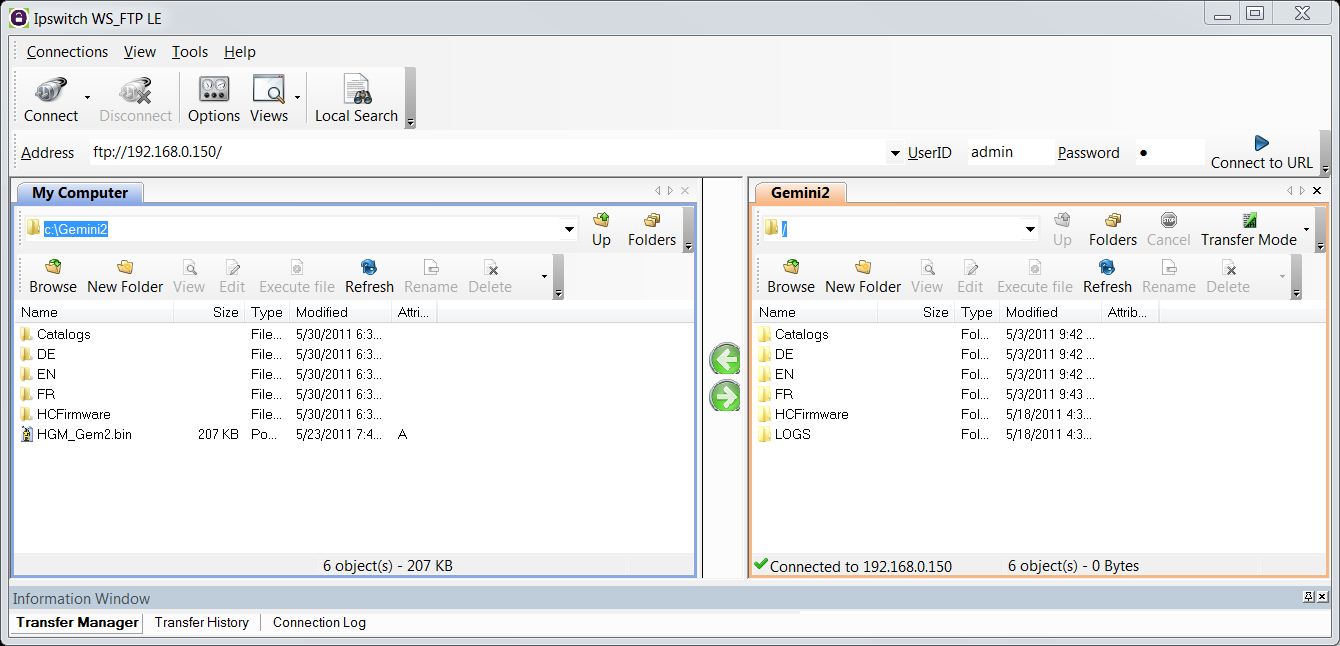 Ipswitch WS_FTP LE
Connections View Tools Help
Connect Disconnect Options Views Local Search
Address ftp://192.168.0.150/ UserID admin Password ● Connect to URL
My Computer
c:\Gemini2 Up Folders
Browse New Folder View Edit Execute file Refresh Rename Delete
Name Size Type Modified Attri...
Catalogs File... 5/30/2011 6:3...
DE File... 5/30/2011 6:3...
EN File... 5/30/2011 6:3...
FR File... 5/30/2011 6:3...
HCFirmware File... 5/30/2011 6:3...
HGM_Gem2.bin 207 KB Po... 5/23/2011 7:4... A
6 object(s) - 207 KB
Gemini2
/ Up Folders STOP Cancel Transfer Mode
Browse New Folder View Edit Execute file Refresh Rename Delete
Name Size Type Modified Attrib...
Catalogs Fol... 5/3/2011 9:42 ...
DE Fol... 5/3/2011 9:42 ...
EN Fol... 5/3/2011 9:42 ...
FR Fol... 5/3/2011 9:43 ...
HCFirmware Fol... 5/18/2011 4:3...
LOGS Fol... 5/18/2011 4:3...
Connected to 192.168.0.150 6 object(s) - 0 Bytes
Information Window
Transfer Manager Transfer History Connection Log